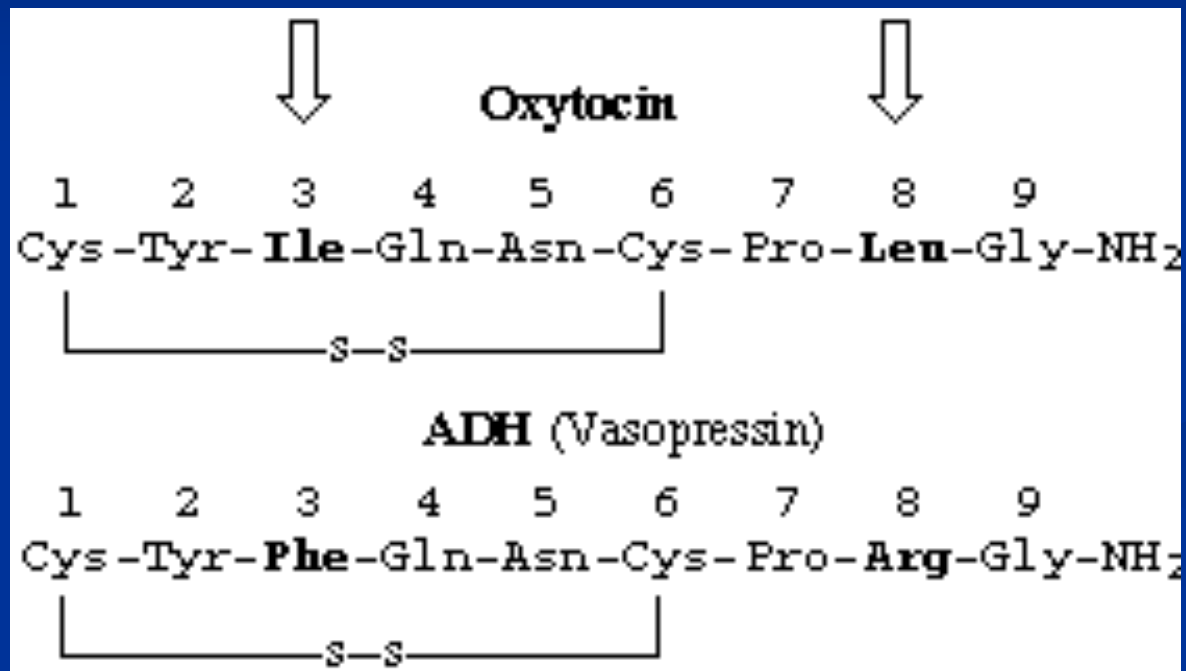 Oxytocin
1 2 3 4 5 6 7 8 9
Cys-Tyr-Ile-Gln-Asn-Cys-Pro-Leu-Gly-NH2
S—S
ADH (Vasopressin)
1 2 3 4 5 6 7 8 9
Cys-Tyr-Phe-Gln-Asn-Cys-Pro-Arg-Gly-NH2
S—S